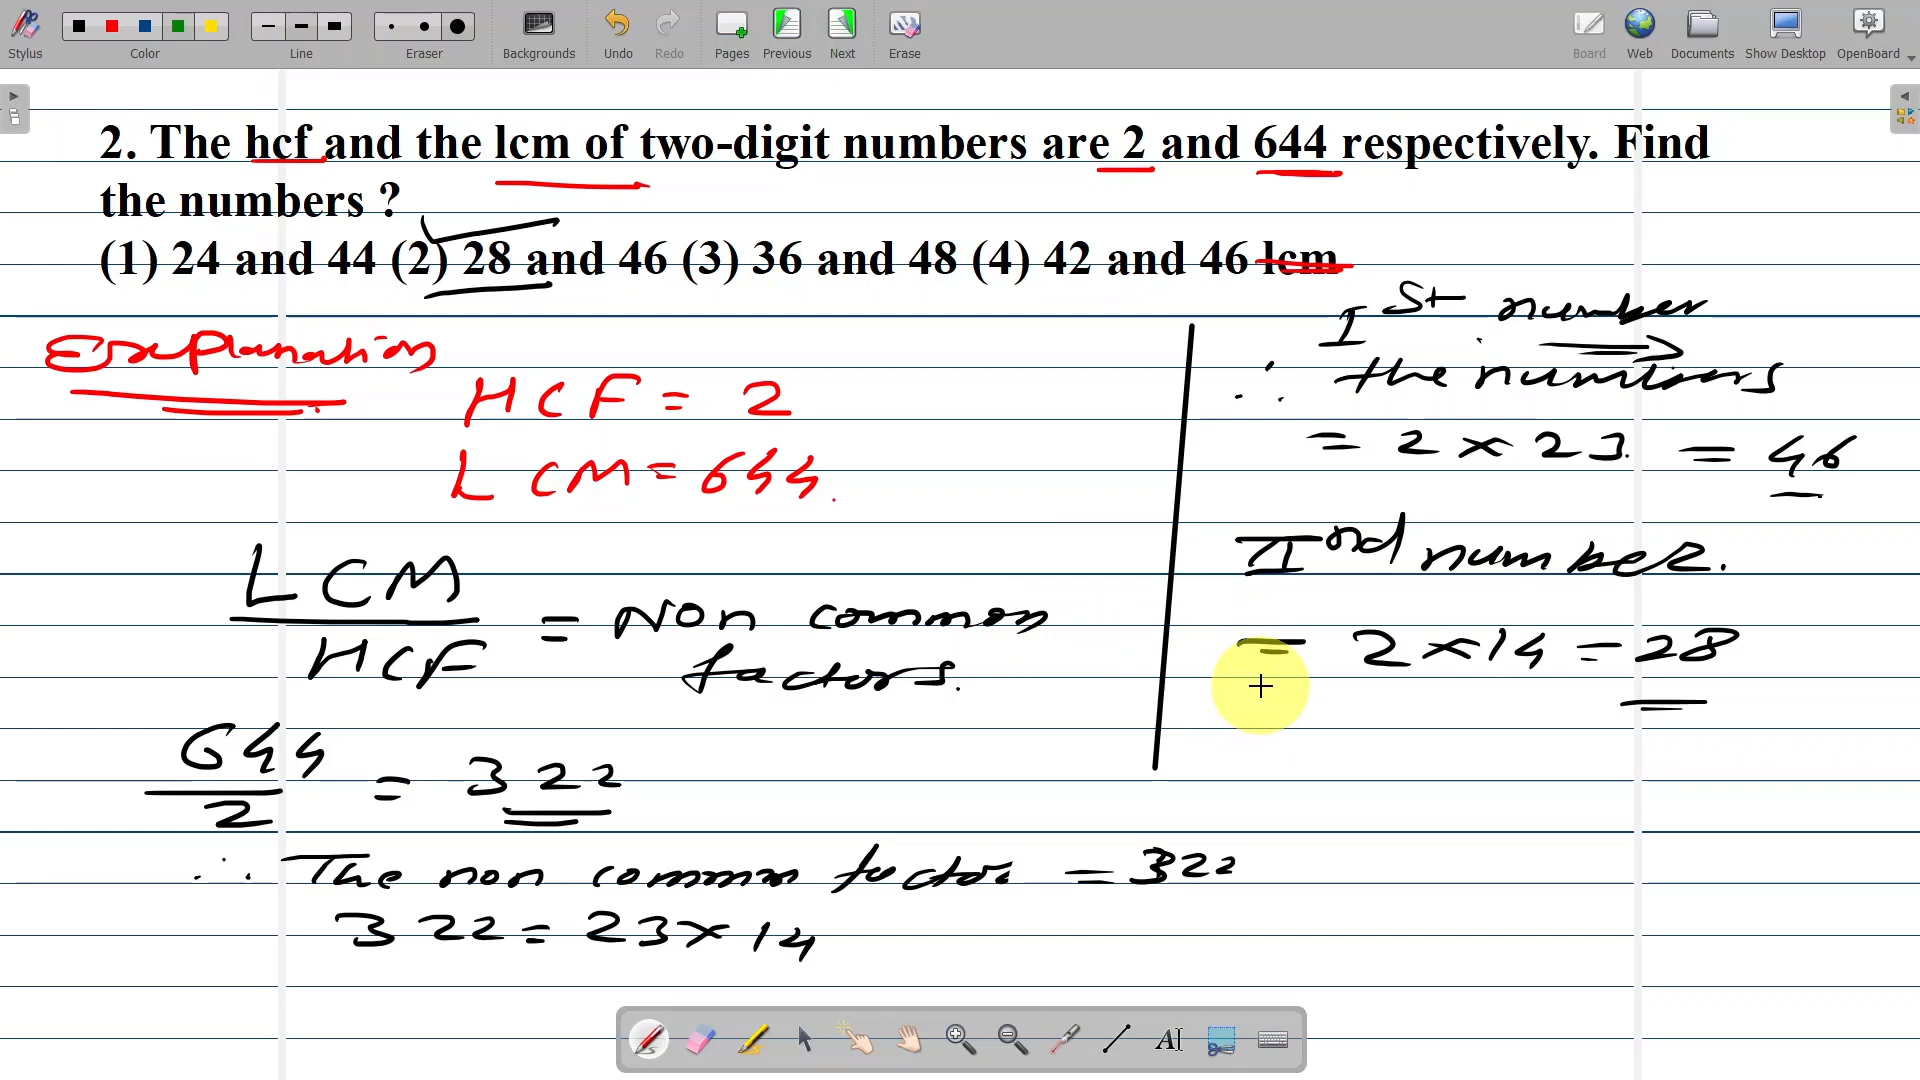 Stylus Color Line Eraser Backgrounds Undo Redo Pages Previous Next Erase Board Web Documents Show Desktop OpenBoard
2. The hcf and the lcm of two-digit numbers are 2 and 644 respectively. Find
the numbers ?
(1) 24 and 44 (2) 28 and 46 (3) 36 and 48 (4) 42 and 46 lcm
Explanation
HCF = 2
LCM = 644.
LCM
HCF
= Non common
factors.
644
2
= 322
∴ The non common factor = 322
322 = 23 × 14
Ist number
∴ the numbers
= 2 × 23. = 46
IInd number.
= 2 × 14 = 28